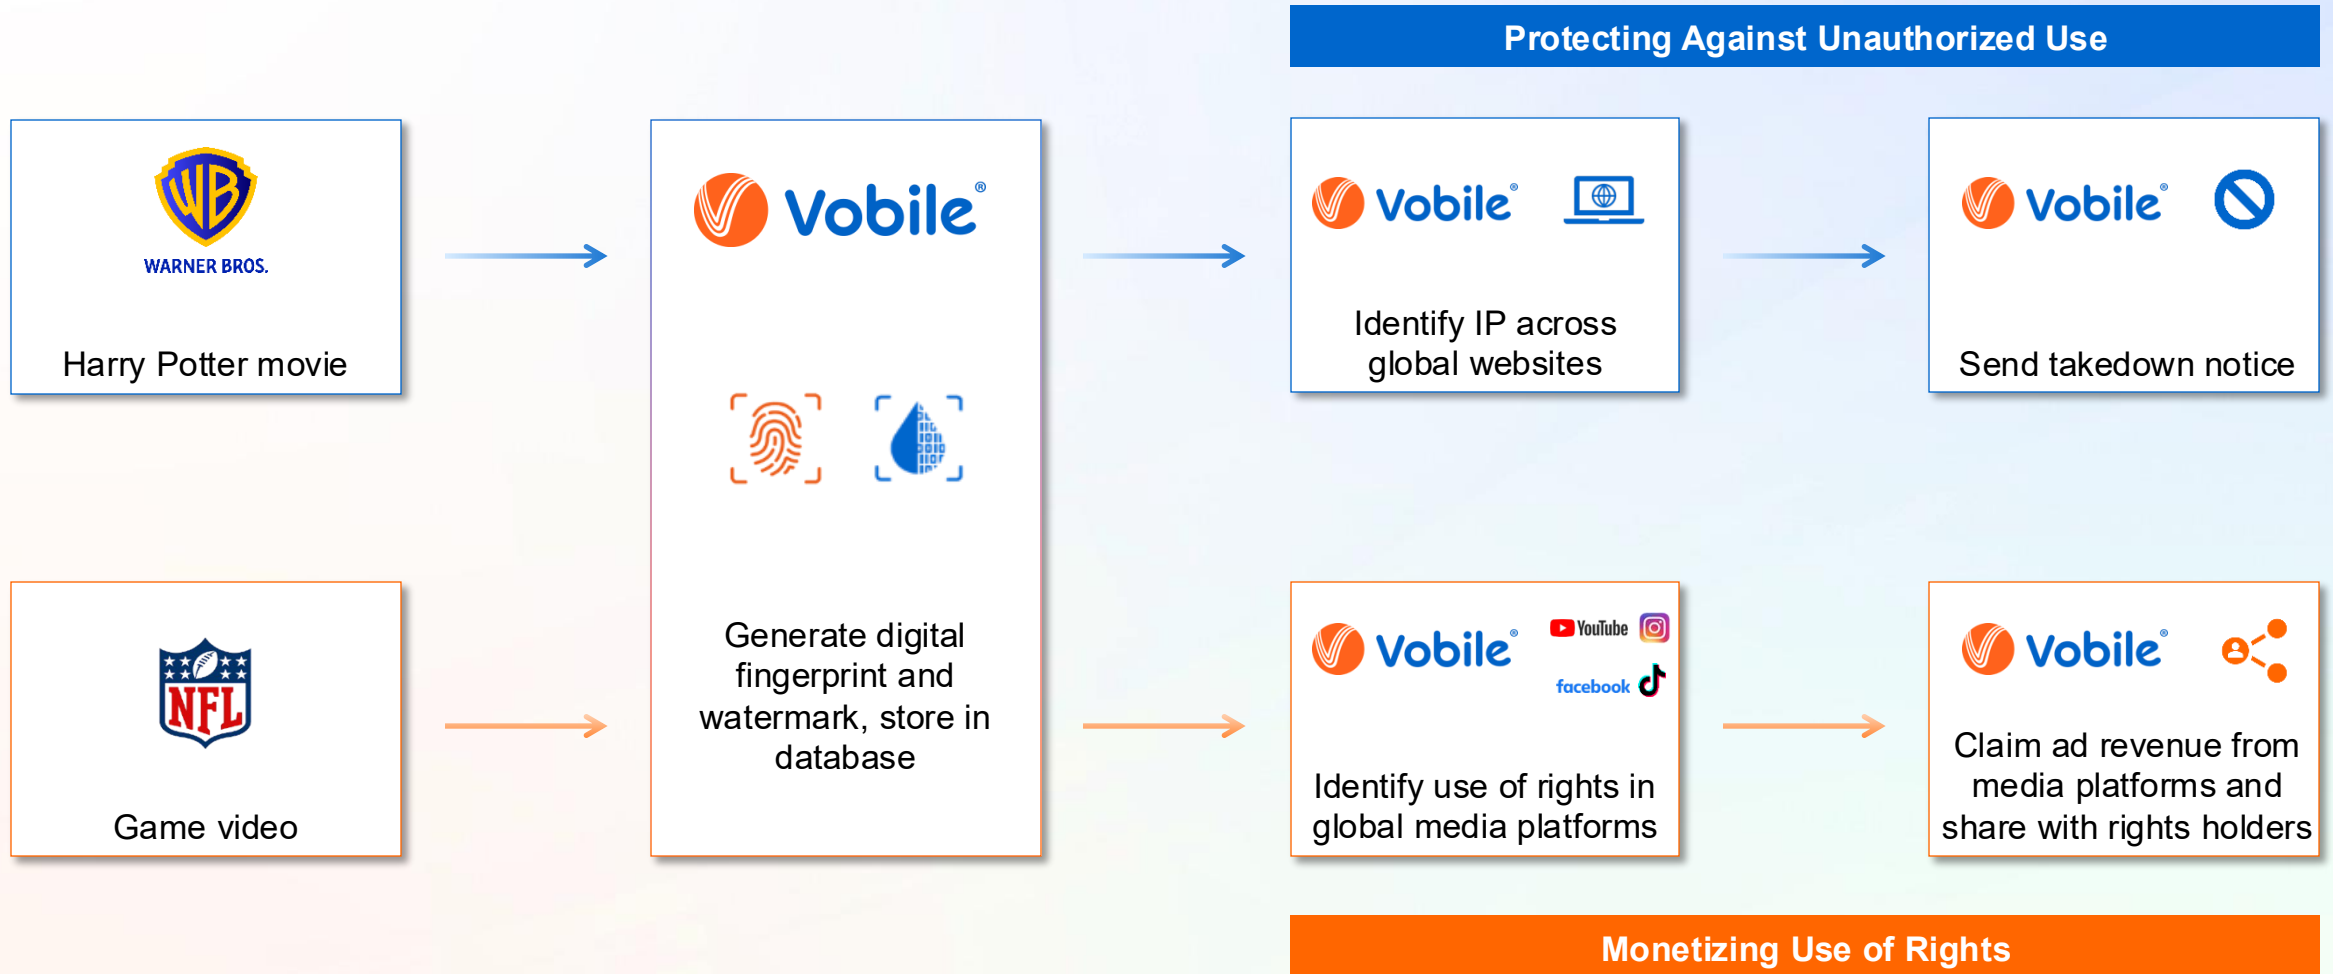 Protecting Against Unauthorized Use
WB
WARNER BROS.
Harry Potter movie
Vobile®
Generate digital
fingerprint and
watermark, store in
database
Vobile®
Identify IP across
global websites
Vobile®
Send takedown notice
NFL
Game video
Vobile®
YouTube
facebook
Identify use of rights in
global media platforms
Vobile®
Claim ad revenue from
media platforms and
share with rights holders
Monetizing Use of Rights